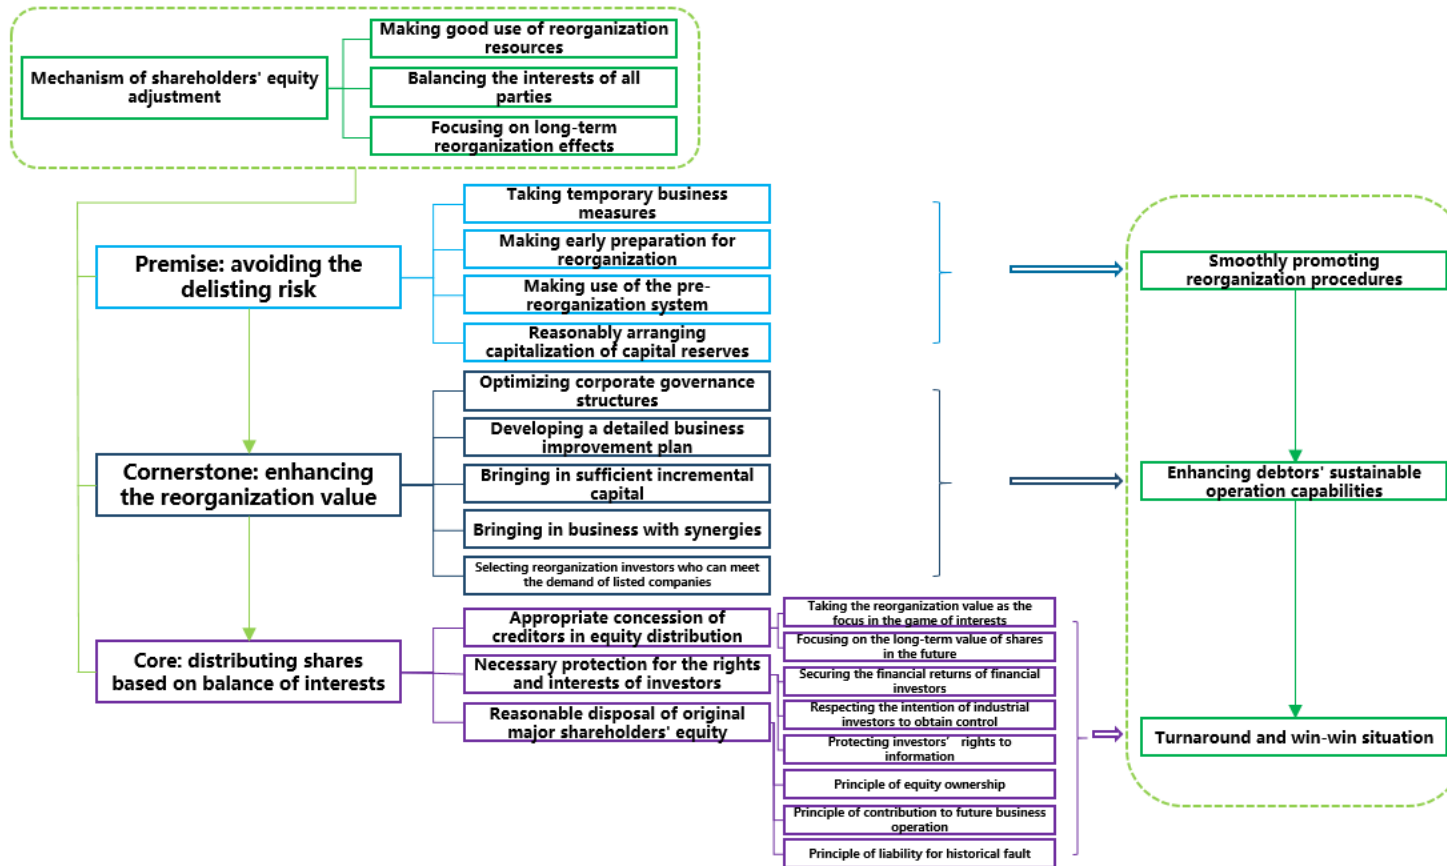 Making good use of reorganization
resources
Mechanism of shareholders' equity
adjustment
Balancing the interests of all
parties
Focusing on long-term
reorganization effects
Taking temporary business
measures
Premise: avoiding the
delisting risk
Making early preparation for
reorganization
Making use of the pre-
reorganization system
Reasonably arranging
capitalization of capital reserves
Smoothly promoting
reorganization procedures
Optimizing corporate governance
structures
Developing a detailed business
improvement plan
Cornerstone: enhancing
the reorganization value
Bringing in sufficient incremental
capital
Bringing in business with synergies
Selecting reorganization investors who can meet
the demand of listed companies
Enhancing debtors' sustainable
operation capabilities
Core: distributing shares
based on balance of interests
Appropriate concession of
creditors in equity distribution
Taking the reorganization value as the
focus in the game of interests
Focusing on the long-term value of shares
in the future
Necessary protection for the rights
and interests of investors
Securing the financial returns of financial
investors
Respecting the intention of industrial
investors to obtain control
Protecting investors' rights to
information
Reasonable disposal of original
major shareholders' equity
Principle of equity ownership
Principle of contribution to future business
operation
Principle of liability for historical fault
Turnaround and win-win situation